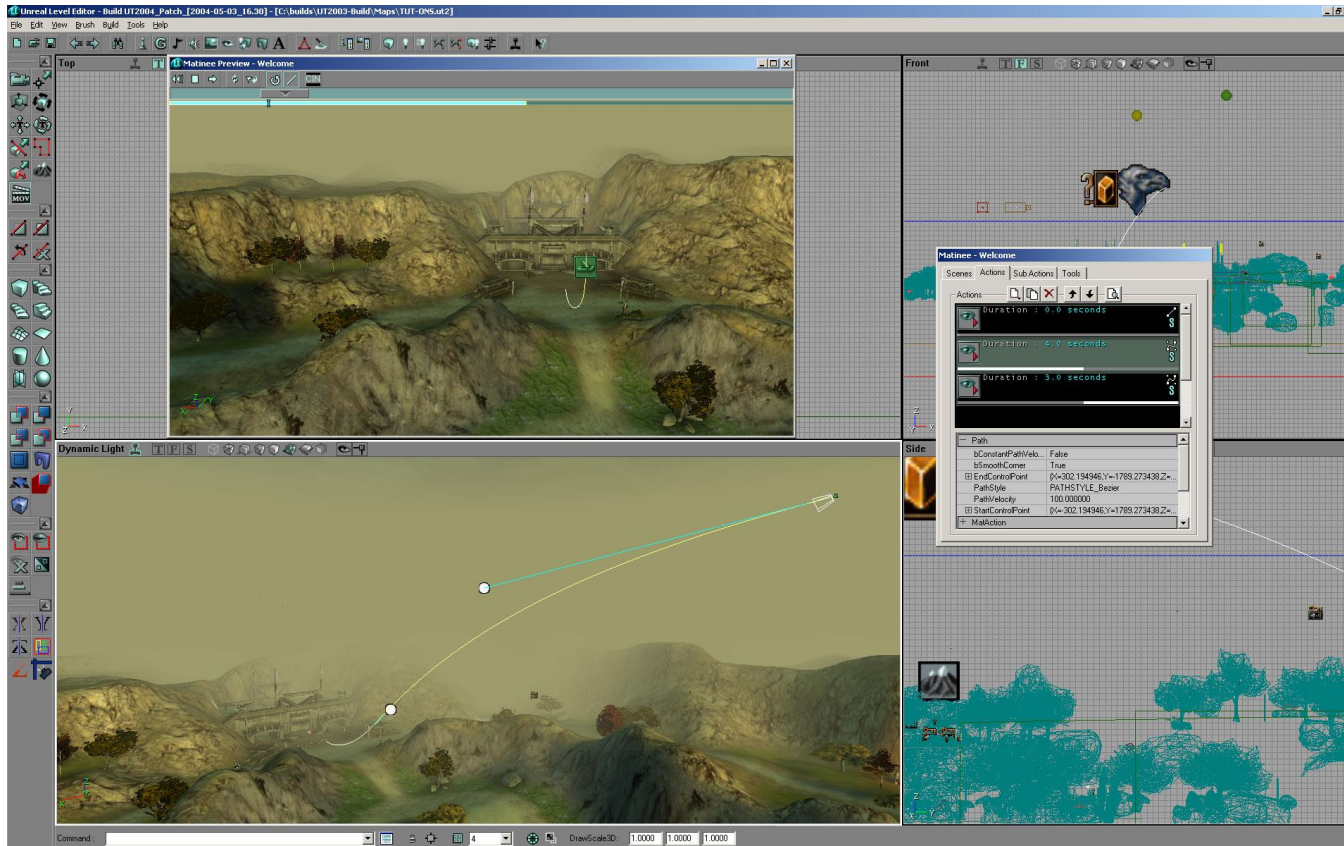 Unreal Level Editor - Build UT2004_Patch_[2004-05-03_16.30] - [C:\builds\UT2003-Build\Maps\TUT-ONS.ut2]
File Edit View Brush Build Tools Help
Top
Matinee Preview - Welcome
CIN
Front
T F S
MOV
Matinee - Welcome
Scenes Actions Sub Actions Tools
Actions
Duration : 0.0 seconds
S
Duration : 4.0 seconds
S
Duration : 3.0 seconds
S
Path
bConstantPathVelo... False
bSmoothCorner True
EndControlPoint (X=302.194946,Y=1789.273438,Z=...
PathStyle PATHSTYLE_Bezier
PathVelocity 100.000000
StartControlPoint (X=-302.194946,Y=-1789.273438,Z=...
MatAction
Dynamic Light
T F S
Side
Command :
4
DrawScale3D: 1.0000 1.0000 1.0000